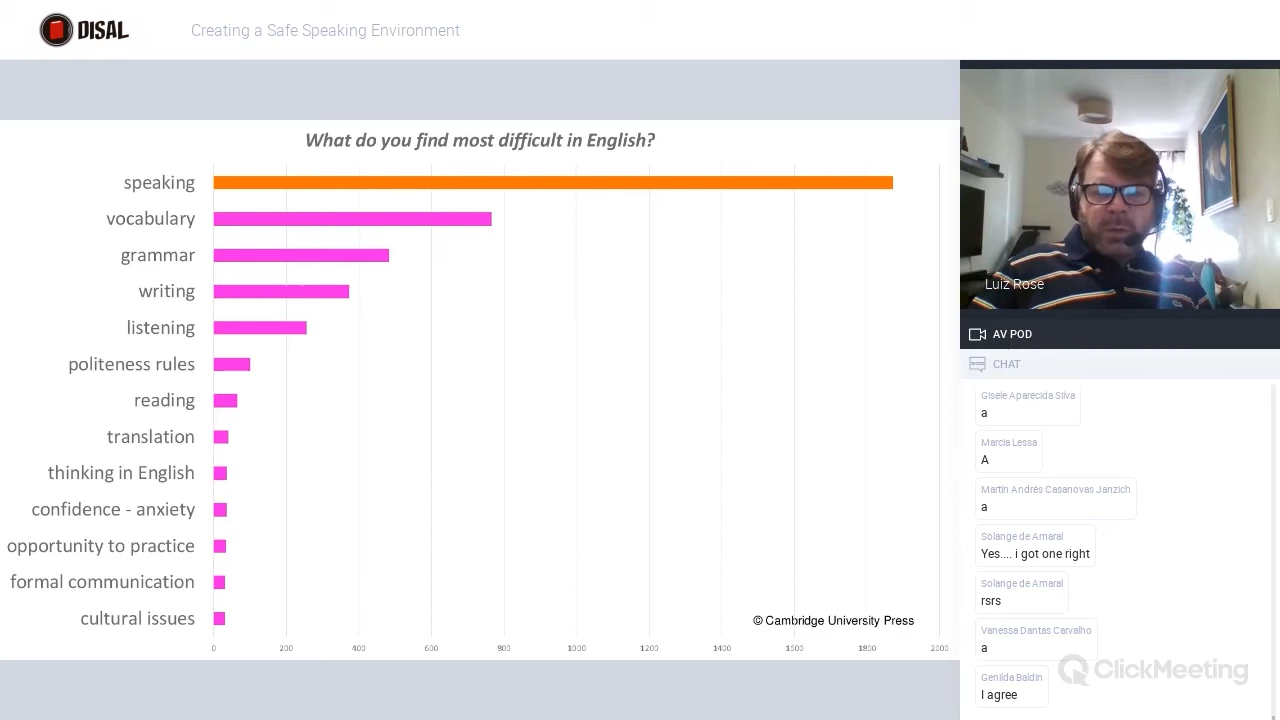 DISAL
Creating a Safe Speaking Environment
What do you find most difficult in English?
speaking
vocabulary
grammar
writing
listening
politeness rules
reading
translation
thinking in English
confidence - anxiety
opportunity to practice
formal communication
cultural issues
© Cambridge University Press
0 200 400 600 800 1000 1200 1400 1600 1800 2000
Luiz Rose
AV POD
CHAT
Gisele Aparecida Silva
a
Marcia Lessa
A
Martín Andrés Casanovas Janzich
a
Solange de Amaral
Yes.... i got one right
Solange de Amaral
rsrs
Vanessa Dantas Carvalho
a
Genilda Baldin
I agree
ClickMeeting